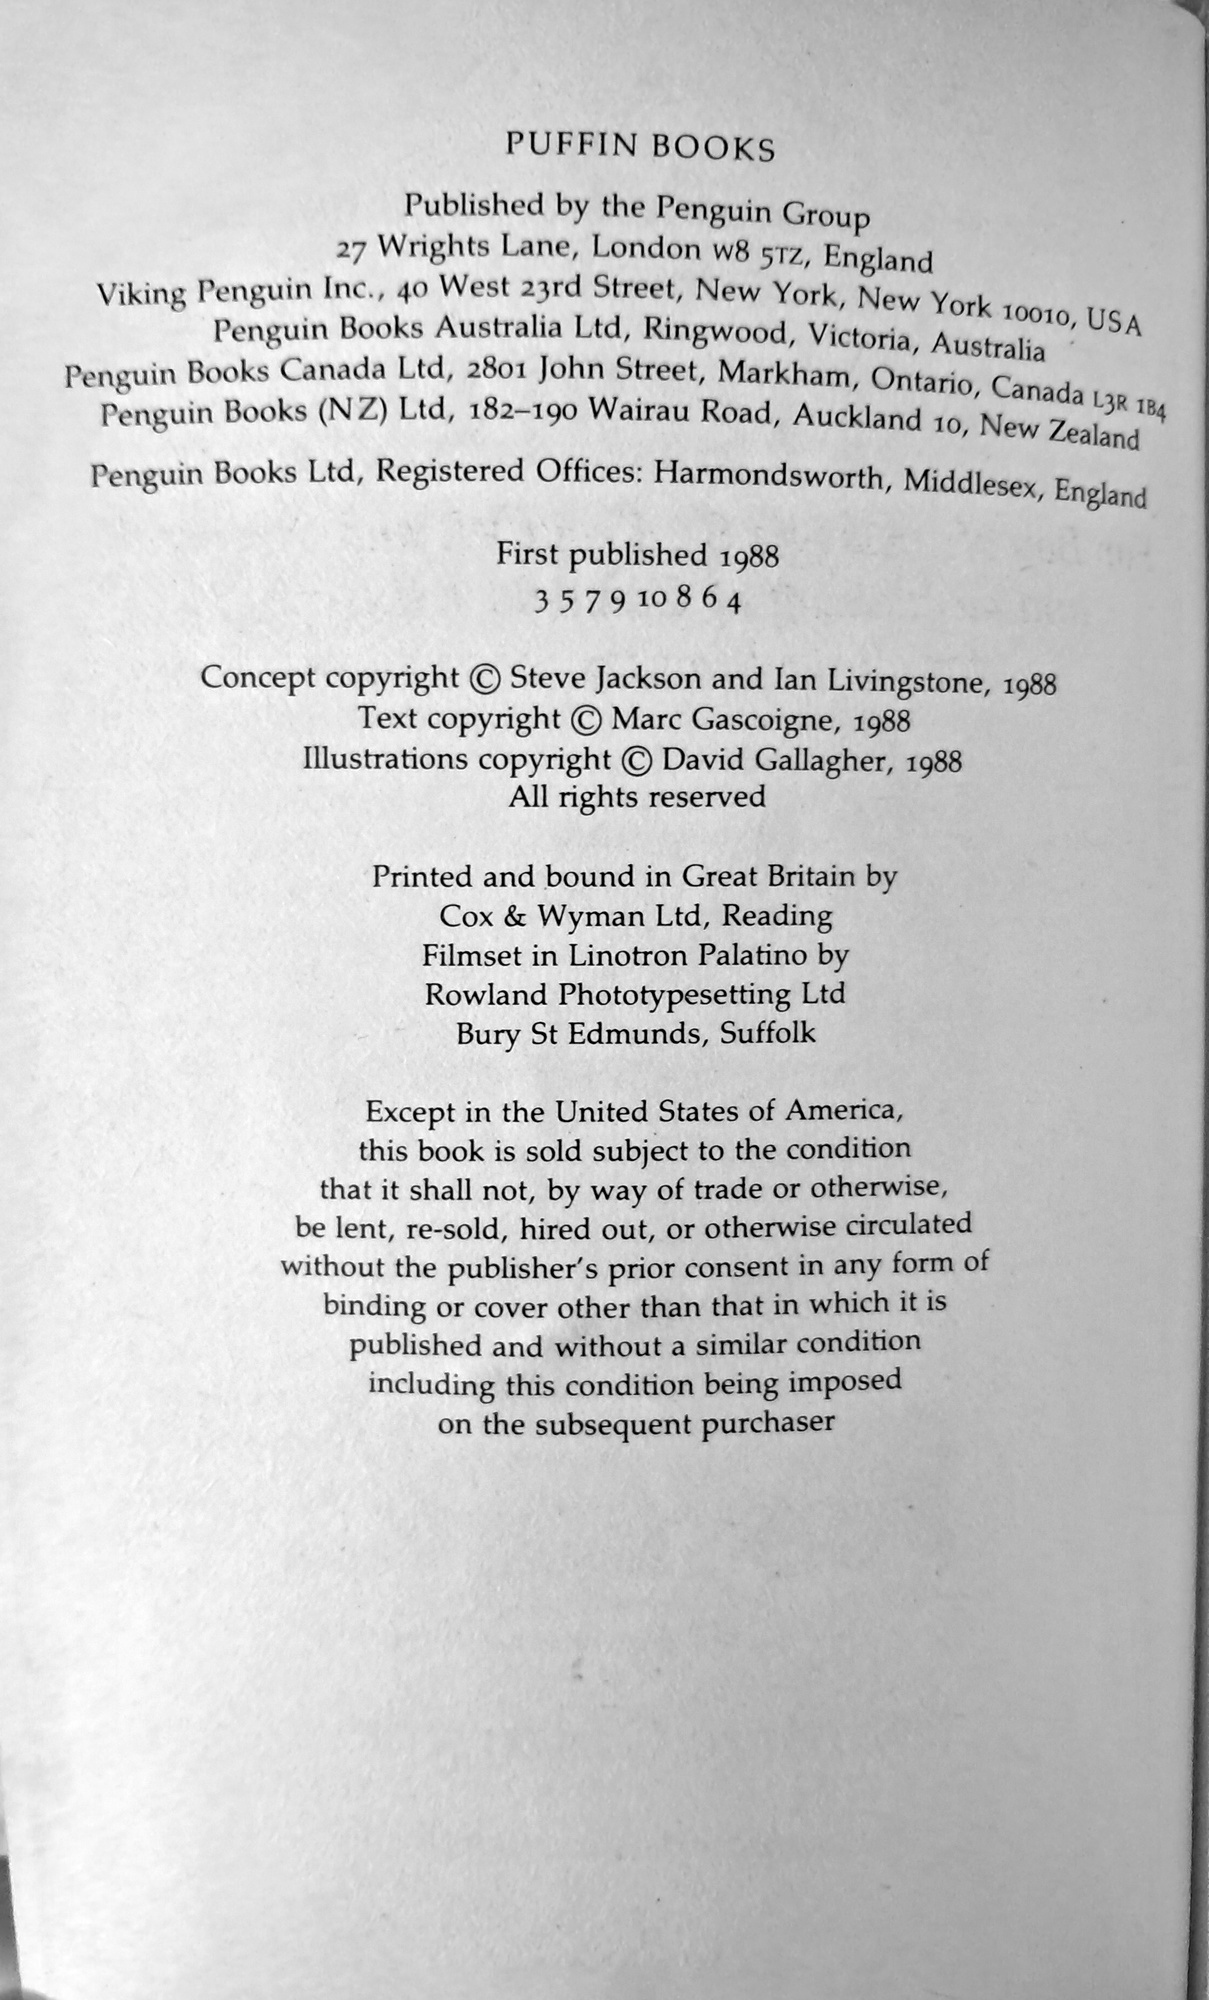 PUFFIN BOOKS
Published by the Penguin Group
27 Wrights Lane, London W8 5TZ, England
Viking Penguin Inc., 40 West 23rd Street, New York, New York 10010, USA
Penguin Books Australia Ltd, Ringwood, Victoria, Australia
Penguin Books Canada Ltd, 2801 John Street, Markham, Ontario, Canada L3R 1B4
Penguin Books (NZ) Ltd, 182–190 Wairau Road, Auckland 10, New Zealand
Penguin Books Ltd, Registered Offices: Harmondsworth, Middlesex, England
First published 1988
3 5 7 9 10 8 6 4
Concept copyright © Steve Jackson and Ian Livingstone, 1988
Text copyright © Marc Gascoigne, 1988
Illustrations copyright © David Gallagher, 1988
All rights reserved
Printed and bound in Great Britain by
Cox & Wyman Ltd, Reading
Filmset in Linotron Palatino by
Rowland Phototypesetting Ltd
Bury St Edmunds, Suffolk
Except in the United States of America,
this book is sold subject to the condition
that it shall not, by way of trade or otherwise,
be lent, re-sold, hired out, or otherwise circulated
without the publisher's prior consent in any form of
binding or cover other than that in which it is
published and without a similar condition
including this condition being imposed
on the subsequent purchaser